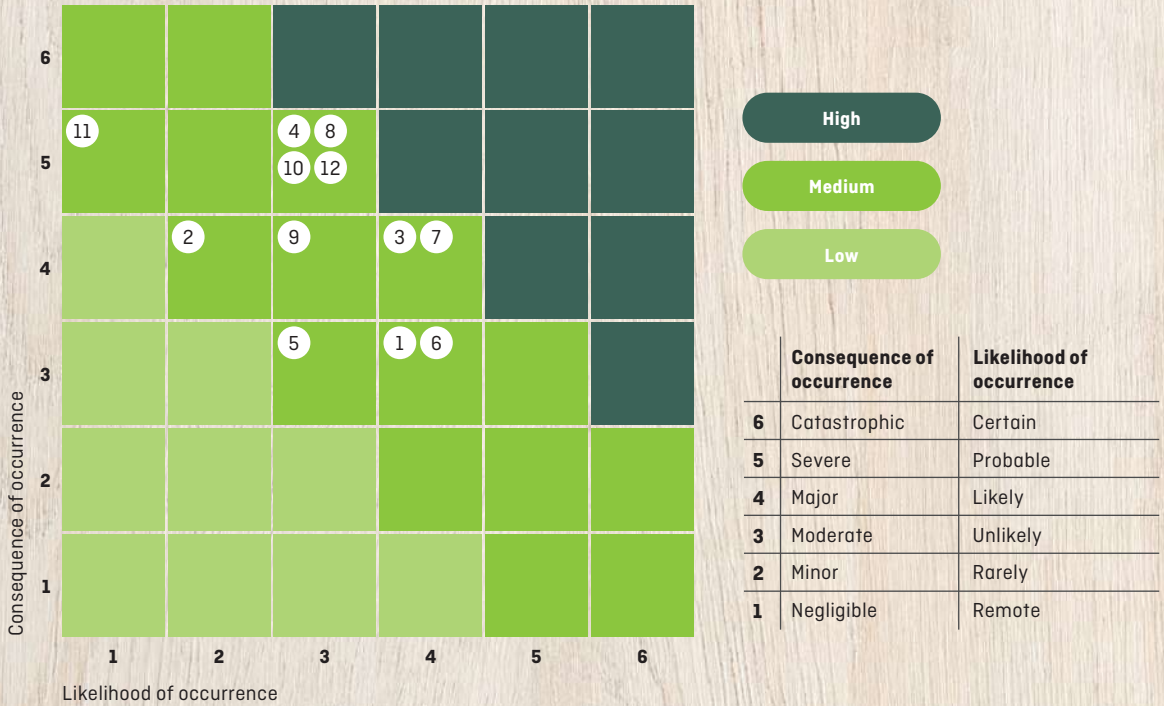 6
11
4 8
5
10 12
2 9 3 7
4
5 1 6
3
2
1
1 2 3 4 5 6
Consequence of occurrence
Likelihood of occurrence
High
Medium
Low
Consequence of
occurrence
Likelihood of
occurrence
6 Catastrophic Certain
5 Severe Probable
4 Major Likely
3 Moderate Unlikely
2 Minor Rarely
1 Negligible Remote